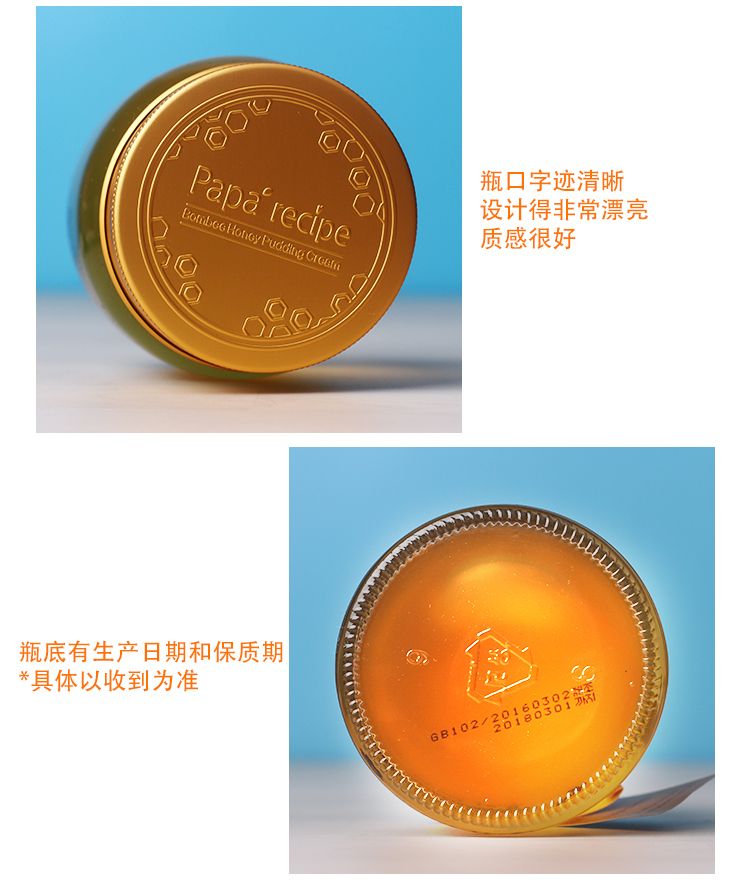 Papa recipe
Bombee Honey Pudding Cream
瓶口字迹清晰
设计得非常漂亮
质感很好
瓶底有生产日期和保质期
*具体以收到为准
GB102/20160302
20180301